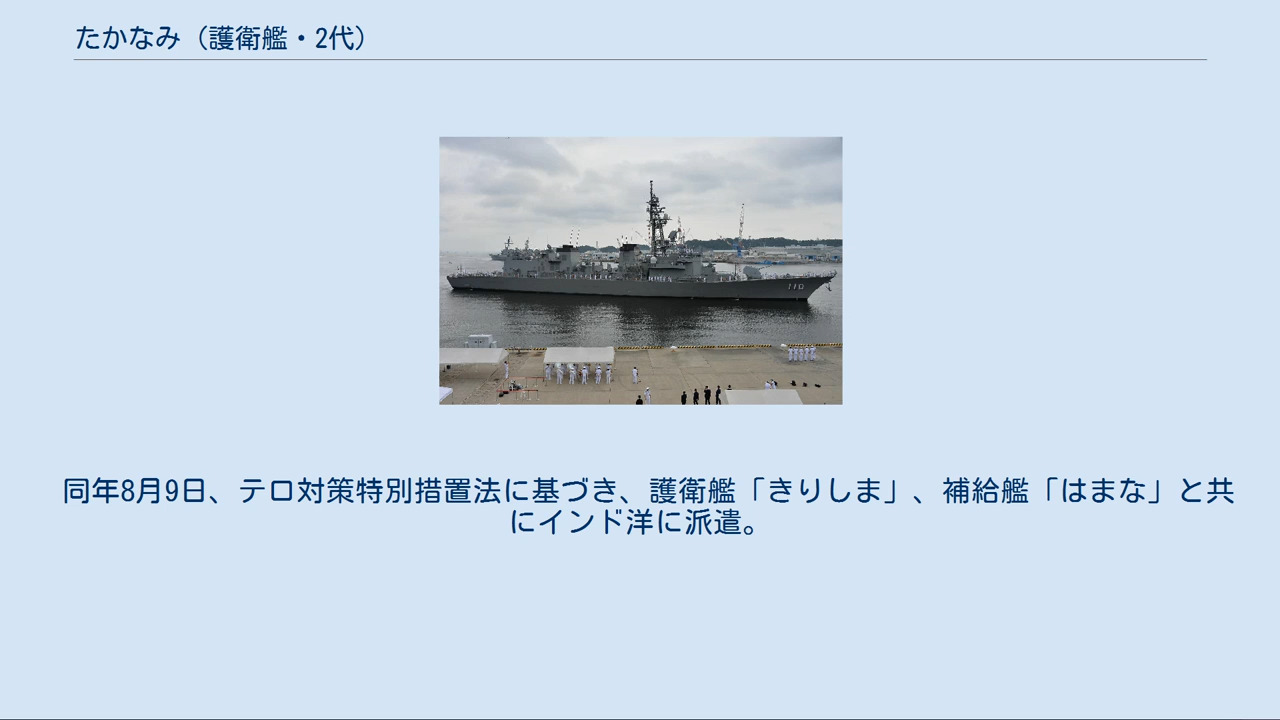 たかなみ（護衛艦・2代）
110
同年8月9日、テロ対策特別措置法に基づき、護衛艦「きりしま」、補給艦「はまな」と共
にインド洋に派遣。